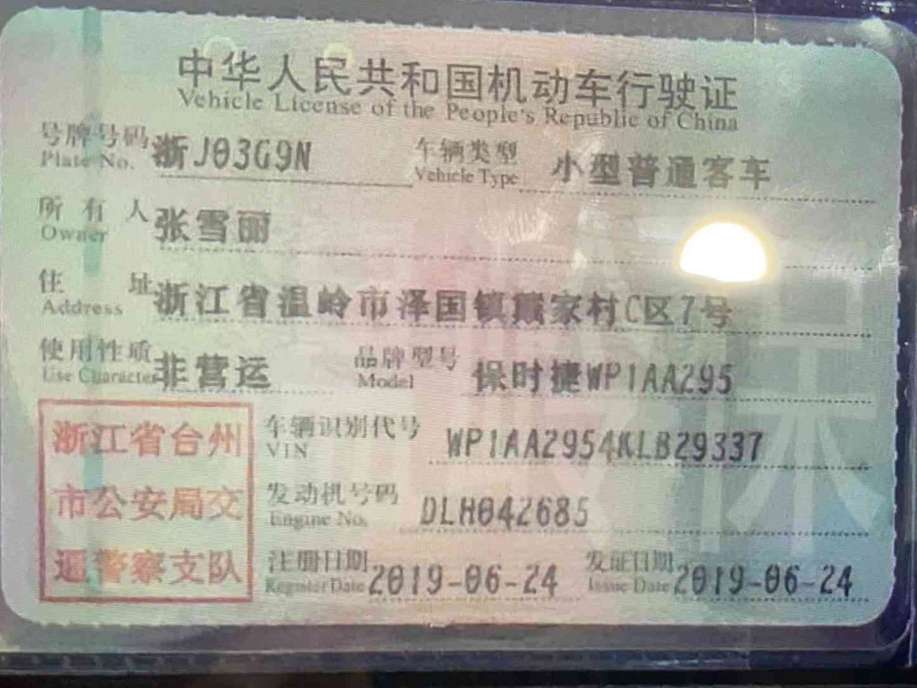 中华人民共和国机动车行驶证
Vehicle License of the People's Republic of China
号牌号码 浙J03G9N 车辆类型 小型普通客车
Plate No. Vehicle Type
所有人 张雪丽
Owner
住址 浙江省温岭市泽国镇戴家村C区7号
Address
使用性质 非营运 品牌型号 保时捷WP1AA295
Use Character Model
浙江省台州 车辆识别代号 WP1AA2954KLB29337
VIN
市公安局交 发动机号码 DLH042685
Engine No.
通警察支队 注册日期 2019-06-24 发证日期 2019-06-24
Register Date Issue Date